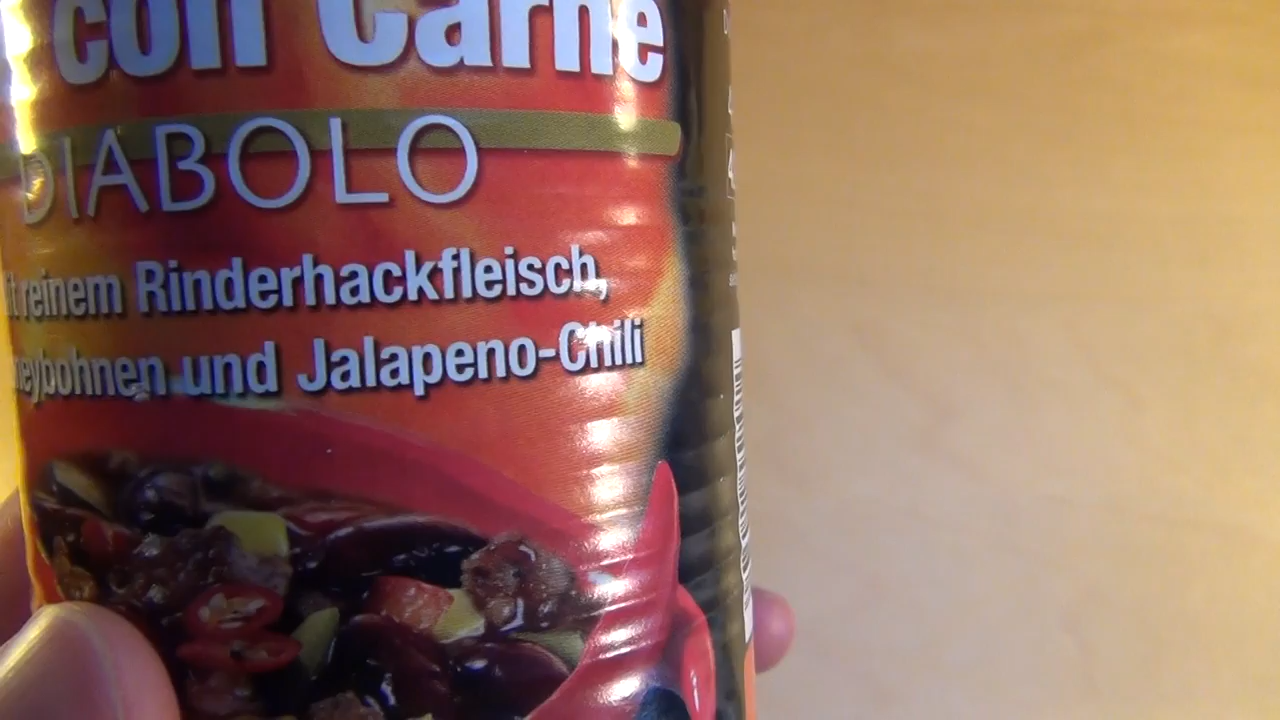 con Carne
DIABOLO
reinem Rinderhackfleisch,
eybohnen und Jalapeno-Chili